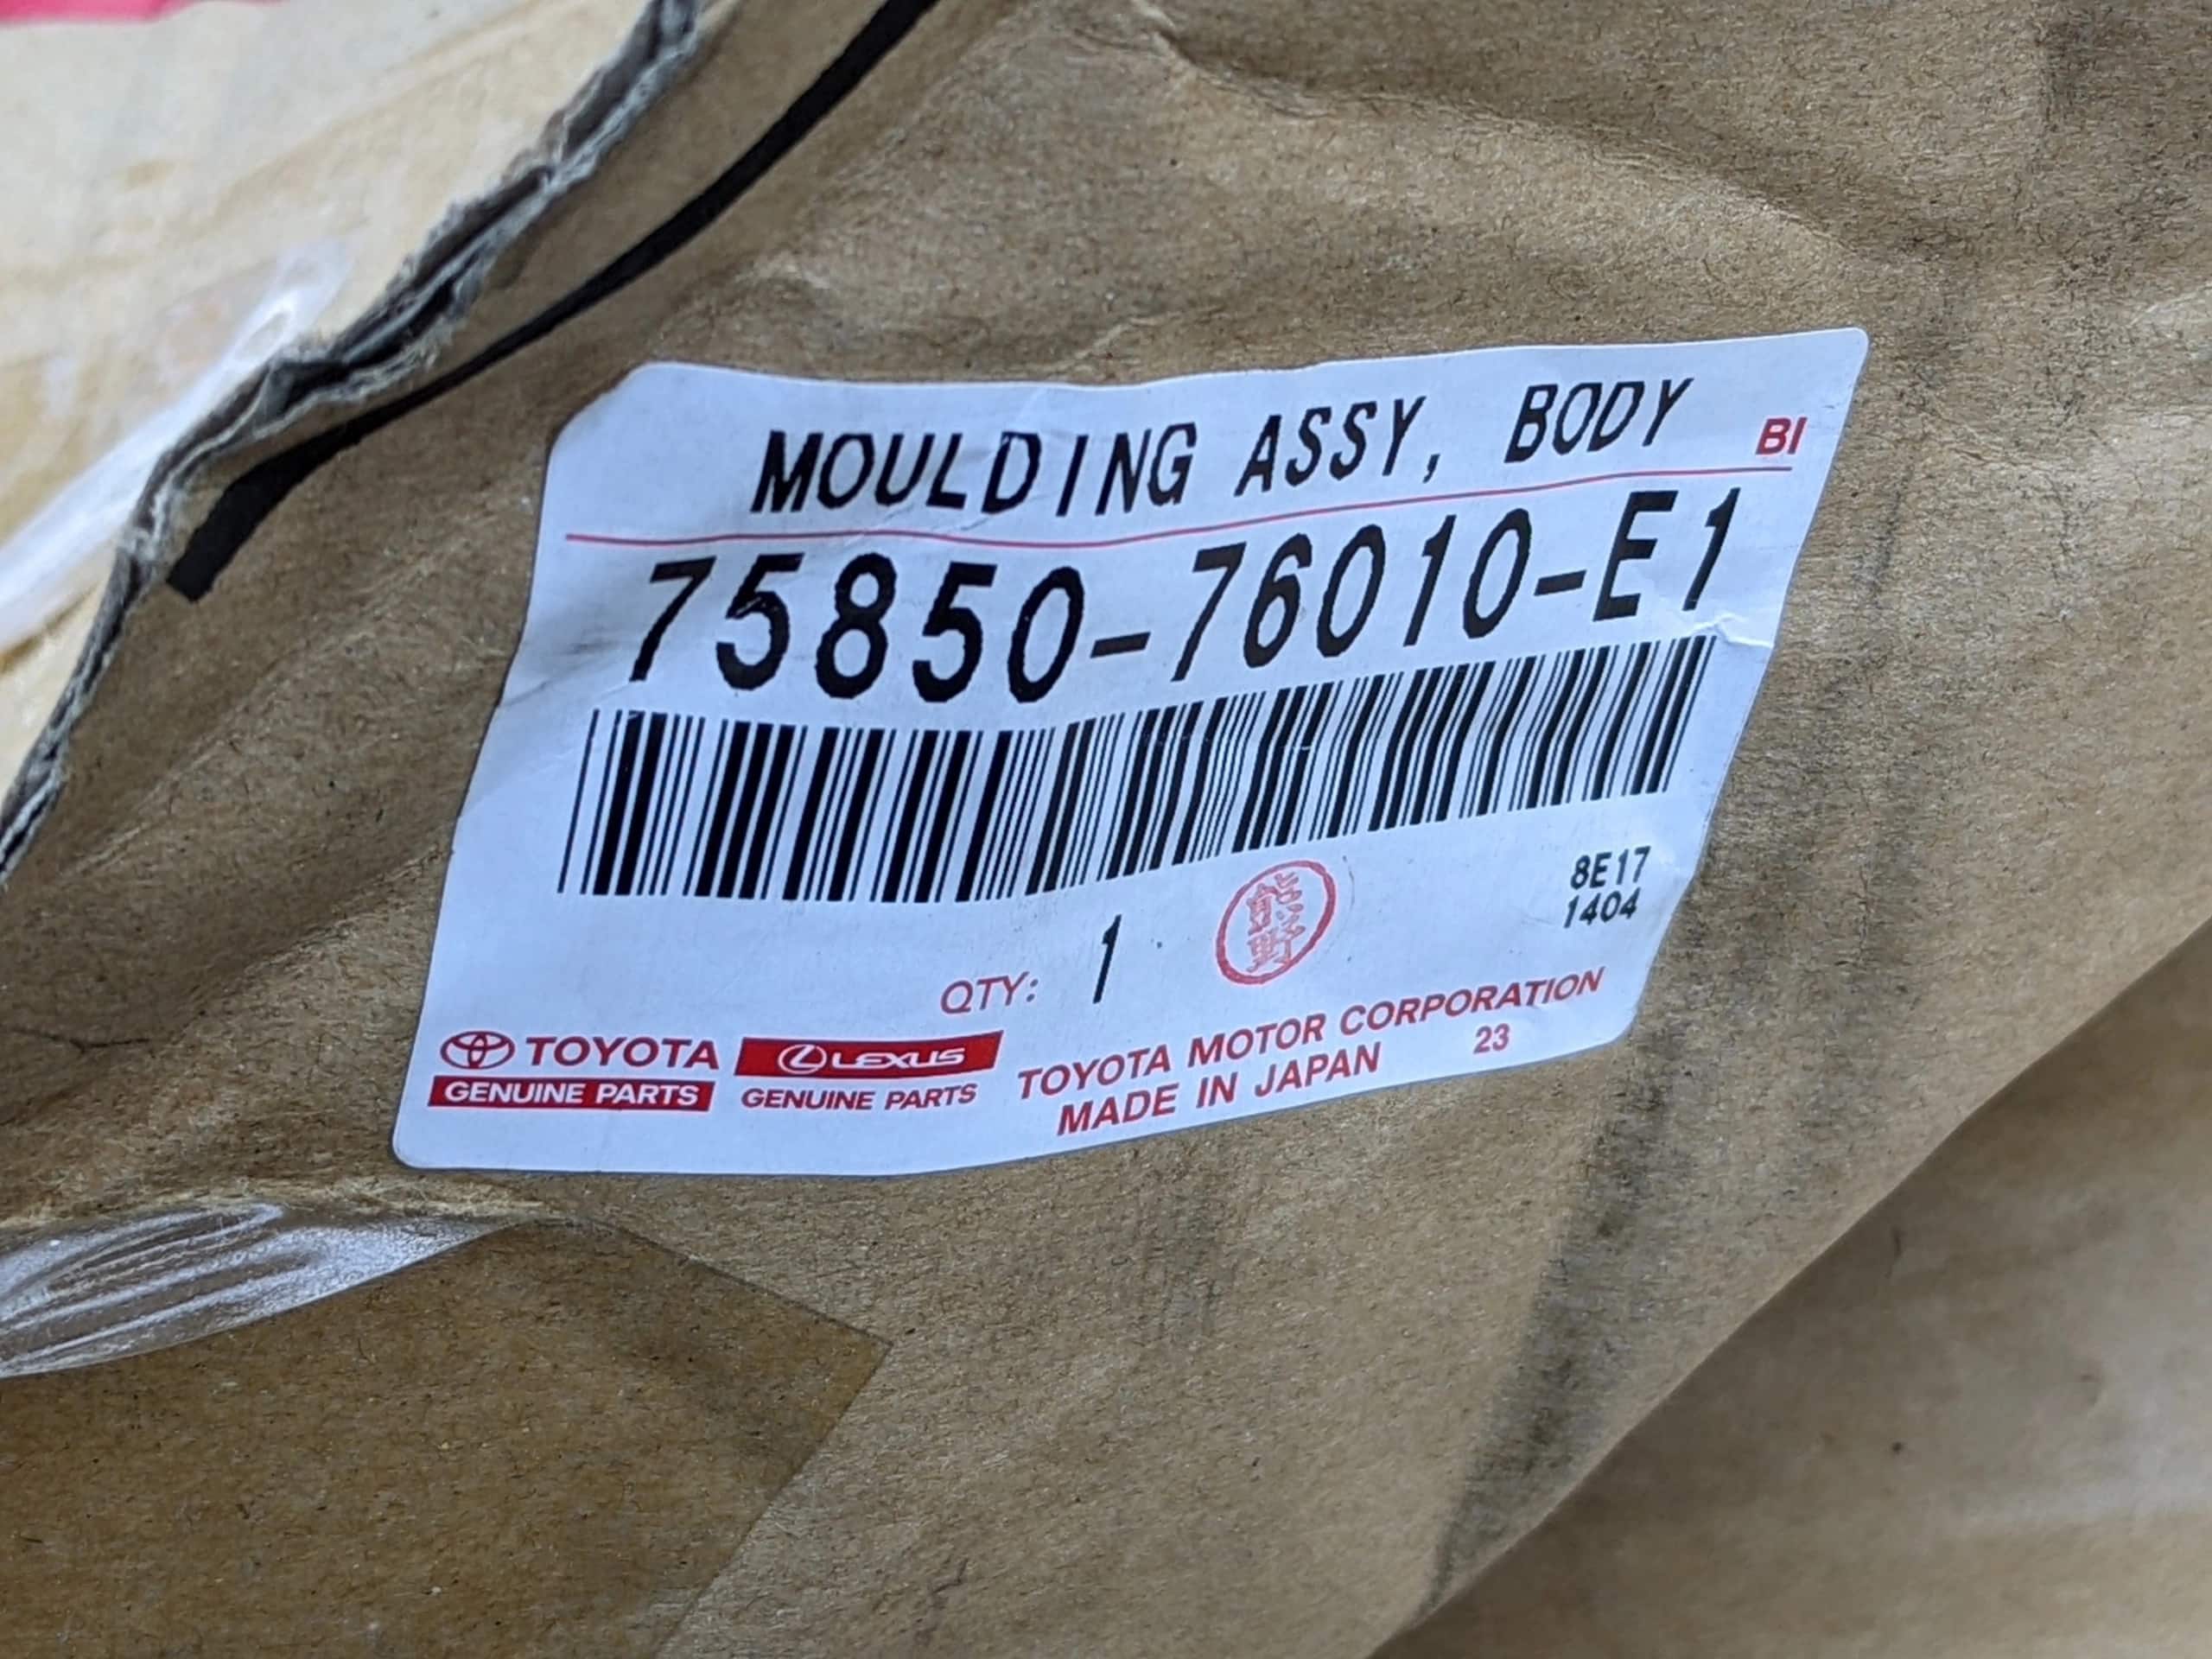 MOULDING ASSY, BODY
BI
75850-76010-E1
8E17
1404
QTY: 1
TOYOTA
GENUINE PARTS
LEXUS
GENUINE PARTS
TOYOTA MOTOR CORPORATION
MADE IN JAPAN 23